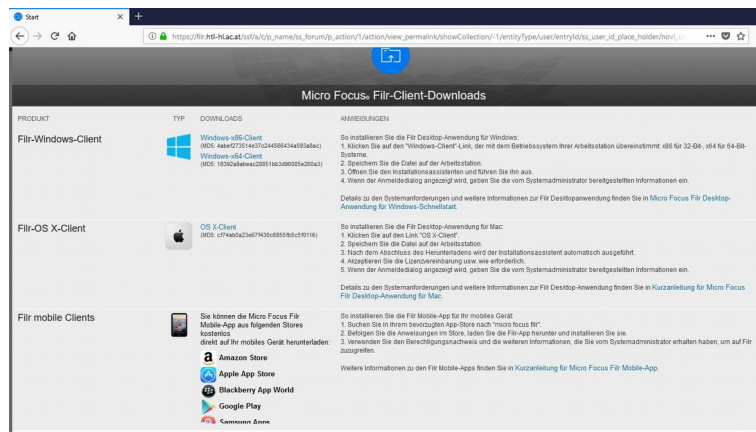 Start
https://filr.htl-hl.ac.at/ssf/a/c/p_name/ss_forum/p_action/1/action/view_permalink/showCollection/-1/entityType/user/entryId/ss_user_id_place_holder/novl_u
Micro Focus® Filr-Client-Downloads
PRODUKT TYP DOWNLOADS ANWEISUNGEN
Filr-Windows-Client
Windows-x86-Client
(MD5: 4abef273514e37c244586434a593a8ac)
Windows-x64-Client
(MD5: 18392a9abeac28851bb3d96085e260a3)
So installieren Sie die Filr Desktop-Anwendung für Windows:
1. Klicken Sie auf den "Windows-Client"-Link, der mit dem Betriebssystem Ihrer Arbeitsstation übereinstimmt: x86 für 32-Bit-, x64 für 64-Bit-
Systeme.
2. Speichern Sie die Datei auf der Arbeitsstation.
3. Öffnen Sie den Installationsassistenten und führen Sie ihn aus.
4. Wenn der Anmeldedialog angezeigt wird, geben Sie die vom Systemadministrator bereitgestellten Informationen ein.
Details zu den Systemanforderungen und weitere Informationen zur Filr Desktopanwendung finden Sie in Micro Focus Filr Desktop-
Anwendung für Windows-Schnellstart.
Filr-OS X-Client
OS X-Client
(MD5: cf74ab0a23e67f430c6855fb5c5f0116)
So installieren Sie die Filr Desktop-Anwendung für Mac:
1. Klicken Sie auf den Link "OS X-Client".
2. Speichern Sie die Datei auf der Arbeitsstation.
3. Nach dem Abschluss des Herunterladens wird der Installationsassistent automatisch ausgeführt.
4. Akzeptieren Sie die Lizenzvereinbarung usw. wie erforderlich.
5. Wenn der Anmeldedialog angezeigt wird, geben Sie die vom Systemadministrator bereitgestellten Informationen ein.
Details zu den Systemanforderungen und weitere Informationen zur Filr Desktop-Anwendung finden Sie in Kurzanleitung für Micro Focus
Filr Desktop-Anwendung für Mac.
Filr mobile Clients
Sie können die Micro Focus Filr
Mobile-App aus folgenden Stores
kostenlos
direkt auf Ihr mobiles Gerät herunterladen:
Amazon Store
Apple App Store
Blackberry App World
Google Play
Samsung Apps
So installieren Sie die Filr Mobile-App für Ihr mobiles Gerät:
1. Suchen Sie in Ihrem bevorzugten App-Store nach "micro focus filr".
2. Befolgen Sie die Anweisungen im Store, laden Sie die Filr-App herunter und installieren Sie sie.
3. Verwenden Sie den Berechtigungsnachweis und die weiteren Informationen, die Sie vom Systemadministrator erhalten haben, um auf Filr
zuzugreifen.
Weitere Informationen zu den Filr Mobile-Apps finden Sie in Kurzanleitung für Micro Focus Filr Mobile-App.